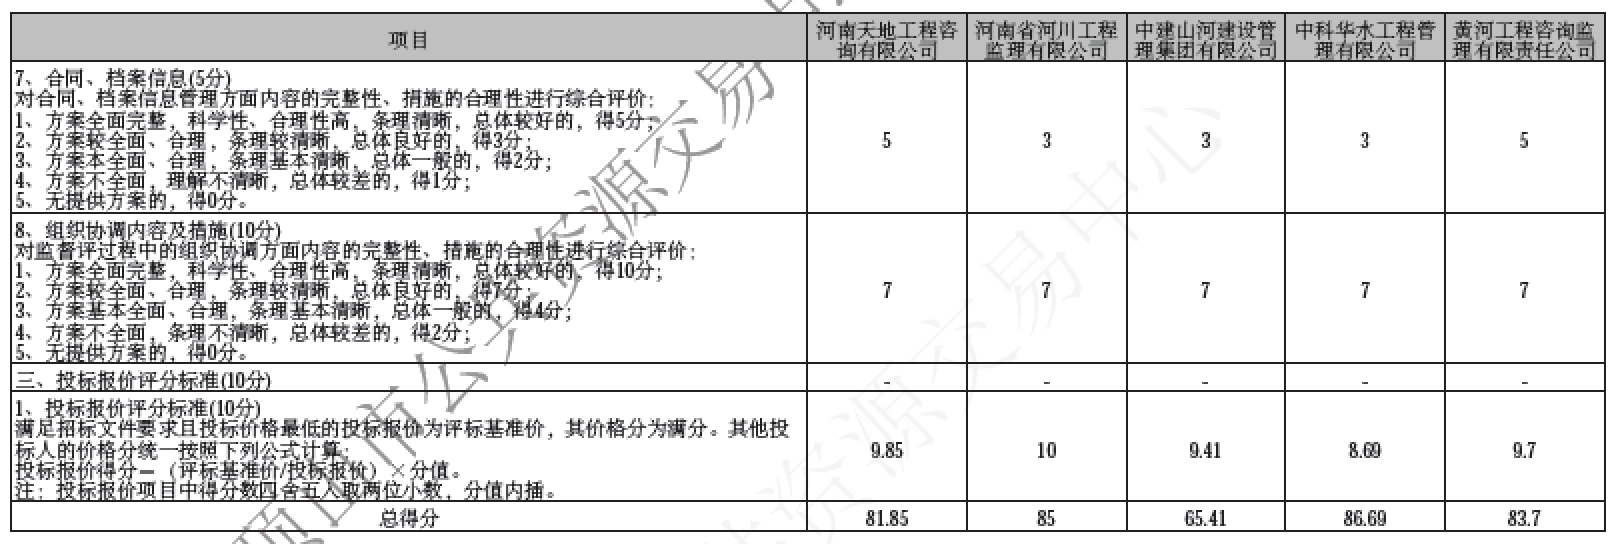 项目
河南天地工程咨
询有限公司
河南省河川工程
监理有限公司
中建山河建设管
理集团有限公司
中科华水工程管
理有限公司
黄河工程咨询监
理有限责任公司
7、合同、档案信息(5分)
对合同、档案信息管理方面内容的完整性、措施的合理性进行综合评价：
1、方案全面完整，科学性、合理性高，条理清晰，总体较好的，得5分；
2、方案较全面、合理，条理较清晰，总体良好的，得3分；
3、方案本全面、合理，条理基本清晰，总体一般的，得2分；
4、方案不全面，理解不清晰，总体较差的，得1分；
5、无提供方案的，得0分。
5 3 3 3 5
8、组织协调内容及措施(10分)
对监督评过程中的组织协调方面内容的完整性、措施的合理性进行综合评价：
1、方案全面完整，科学性、合理性高，条理清晰，总体较好的，得10分；
2、方案较全面、合理，条理较清晰，总体良好的，得7分；
3、方案基本全面、合理，条理基本清晰，总体一般的，得4分；
4、方案不全面，条理不清晰，总体较差的，得2分；
5、无提供方案的，得0分。
7 7 7 7 7
三、投标报价评分标准(10分) - - - - -
1、投标报价评分标准(10分)
满足招标文件要求且投标价格最低的投标报价为评标基准价，其价格分为满分。其他投
标人的价格分统一按照下列公式计算：
投标报价得分＝（评标基准价/投标报价）×分值。
注：投标报价项目中得分数四舍五入取两位小数，分值内插。
9.85 10 9.41 8.69 9.7
总得分 81.85 85 65.41 86.69 83.7
顶山市公共资源交易
共资源交易中心